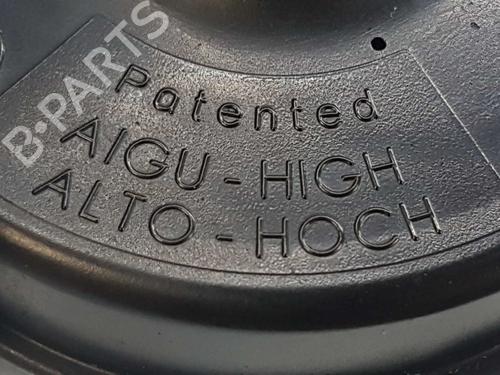 B-PARTS
Patented
AIGU - HIGH
ALTO - HOCH